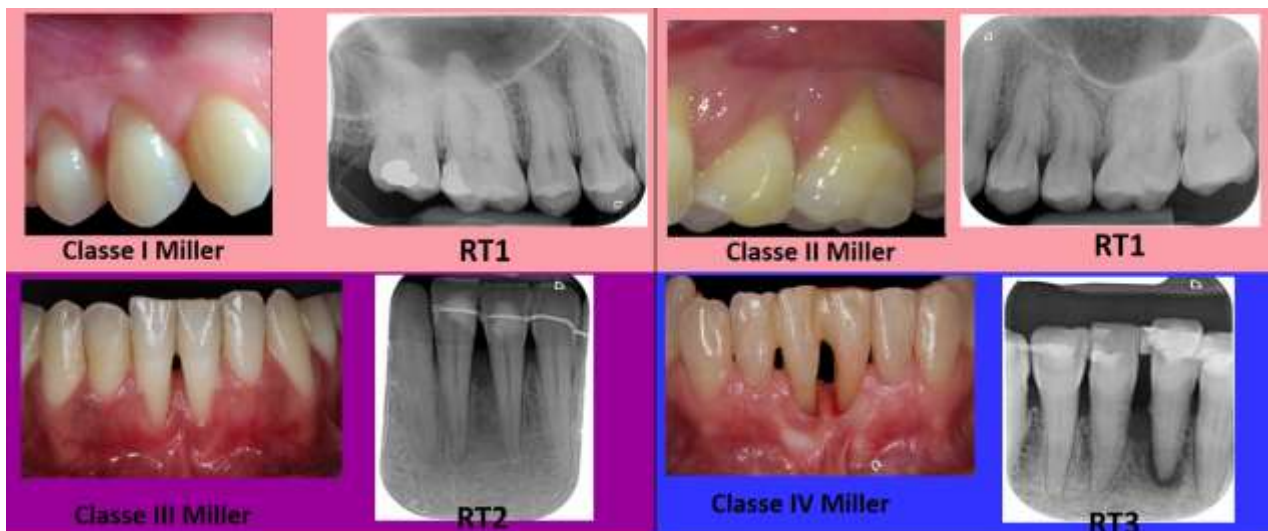 Classe I Miller
RT1
Classe II Miller
RT1
Classe III Miller
RT2
Classe IV Miller
RT3